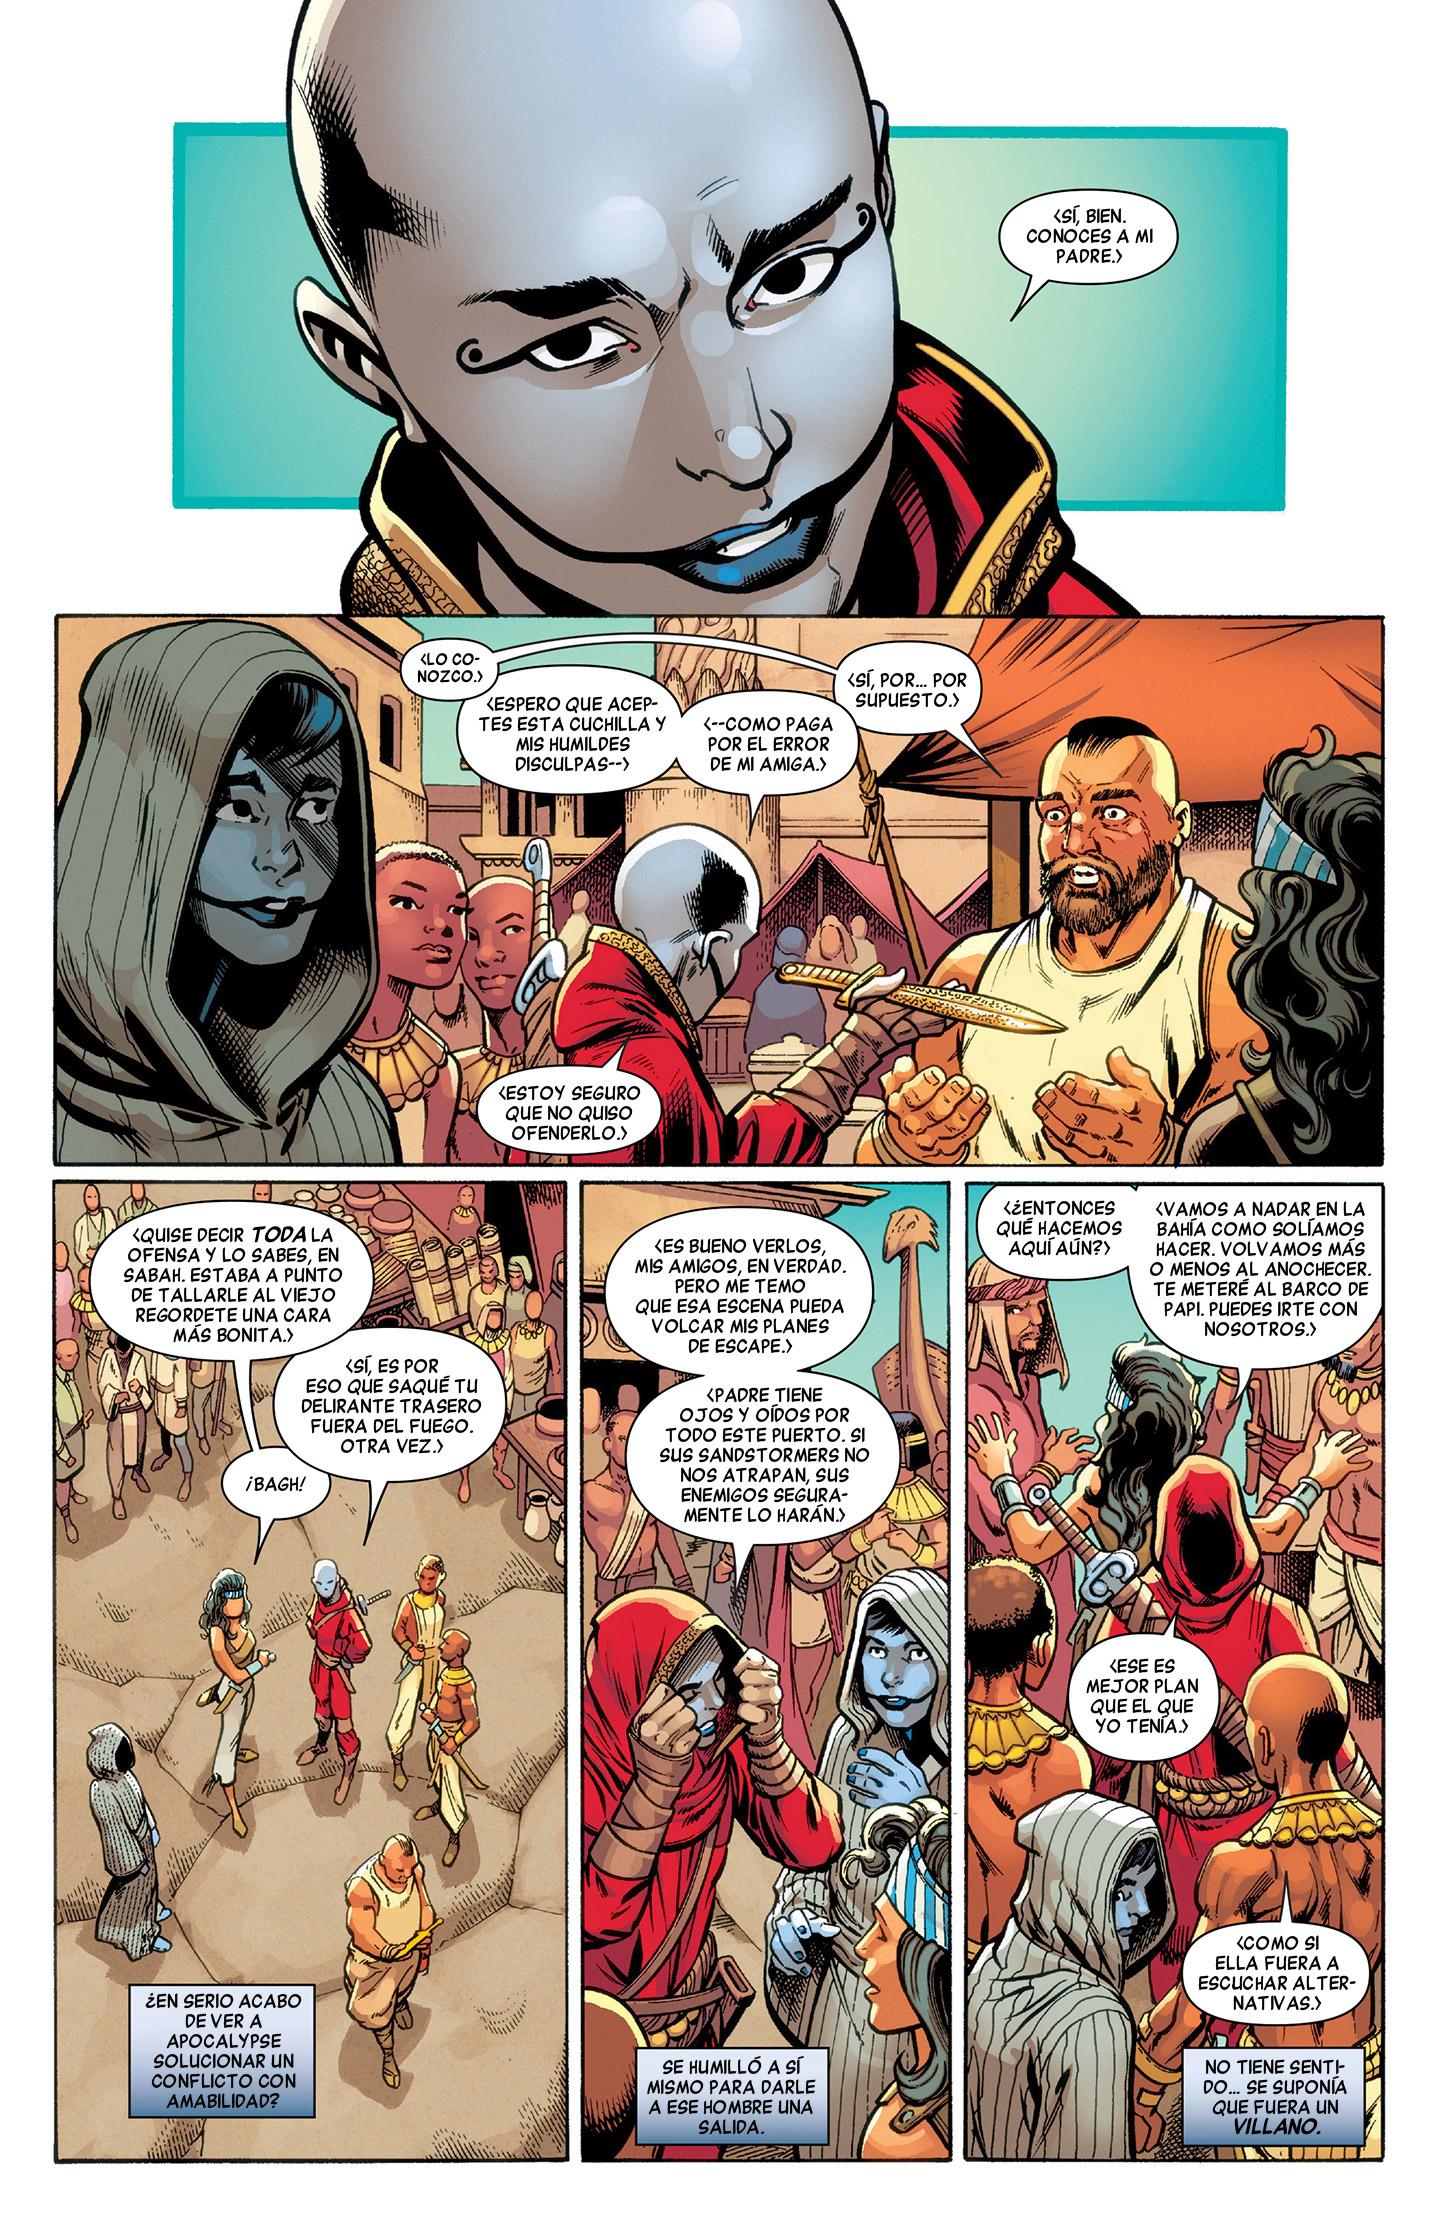 <SÍ, BIEN.
CONOCES A MI
PADRE.>
<LO CO-
NOZCO.>
<ESPERO QUE ACEP-
TES ESTA CUCHILLA Y
MIS HUMILDES
DISCULPAS-->
<--COMO PAGA
POR EL ERROR
DE MI AMIGA.>
<SÍ, POR... POR
SUPUESTO.>
<ESTOY SEGURO
QUE NO QUISO
OFENDERLO.>
<QUISE DECIR TODA LA
OFENSA Y LO SABES, EN
SABAH. ESTABA A PUNTO
DE TALLARLE AL VIEJO
REGORDETE UNA CARA
MÁS BONITA.>
<SÍ, ES POR
ESO QUE SAQUÉ TU
DELIRANTE TRASERO
FUERA DEL FUEGO.
OTRA VEZ.>
¡BAGH!
¿EN SERIO ACABO
DE VER A
APOCALYPSE
SOLUCIONAR UN
CONFLICTO CON
AMABILIDAD?
<ES BUENO VERLOS,
MIS AMIGOS, EN VERDAD.
PERO ME TEMO
QUE ESA ESCENA PUEDA
VOLCAR MIS PLANES
DE ESCAPE.>
<PADRE TIENE
OJOS Y OÍDOS POR
TODO ESTE PUERTO. SI
SUS SANDSTORMERS NO
NOS ATRAPAN, SUS
ENEMIGOS SEGURA-
MENTE LO HARÁN.>
SE HUMILLÓ A SÍ
MISMO PARA DARLE
A ESE HOMBRE UNA
SALIDA.
<¿ENTONCES
QUÉ HACEMOS
AQUÍ AÚN?>
<VAMOS A NADAR EN LA
BAHÍA COMO SOLÍAMOS
HACER. VOLVAMOS MÁS
O MENOS AL ANOCHECER.
TE METERÉ AL BARCO DE
PAPI. PUEDES IRTE CON
NOSOTROS.>
<ESE ES
MEJOR PLAN
QUE EL QUE
YO TENÍA.>
<COMO SI
ELLA FUERA A
ESCUCHAR ALTER-
NATIVAS.>
NO TIENE SENTI-
DO... SE SUPONÍA
QUE FUERA UN
VILLANO.